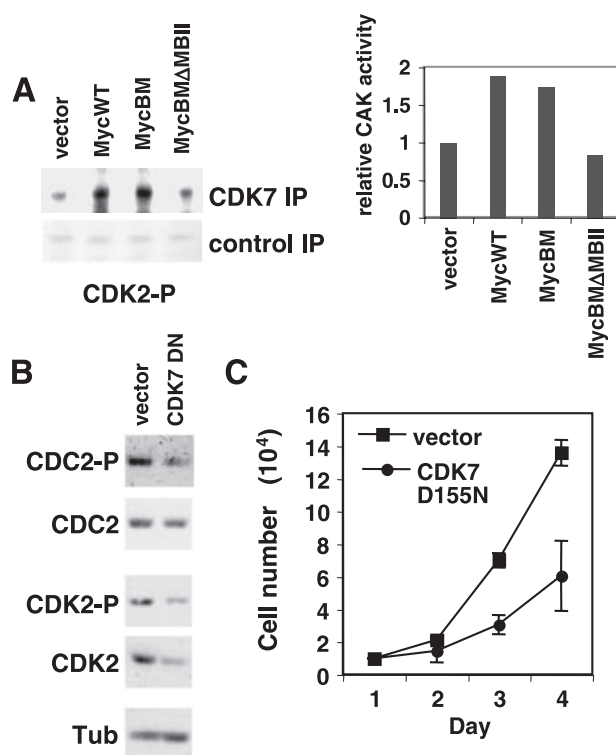 A
vector
MycWT
MycBM
MycBMΔMBII
CDK7 IP
control IP
CDK2-P
relative CAK activity
2
1.5
1
0.5
0
vector
MycWT
MycBM
MycBMΔMBII
B
vector
CDK7 DN
CDC2-P
CDC2
CDK2-P
CDK2
Tub
C
Cell number (10⁴)
16
14
12
10
8
6
4
2
0
vector
CDK7
D155N
1 2 3 4
Day